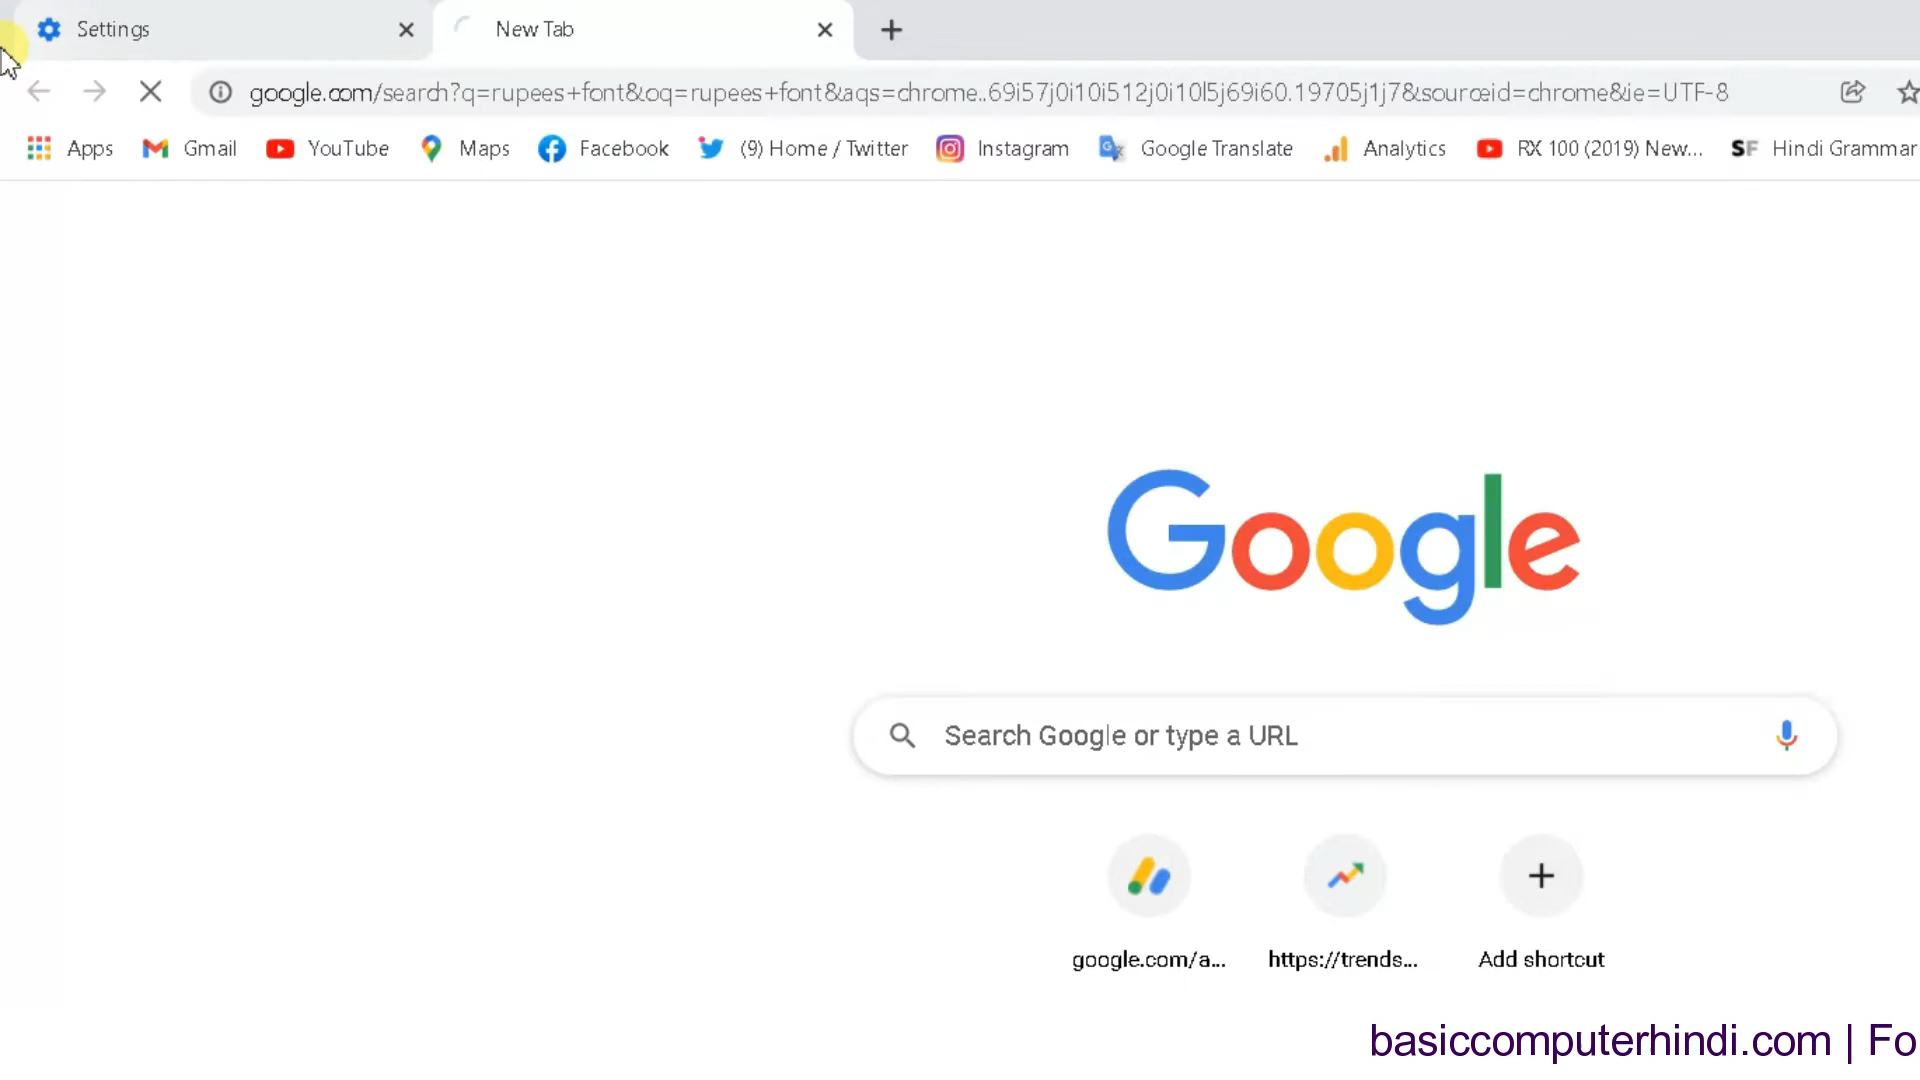 Settings
New Tab
google.com/search?q=rupees+font&oq=rupees+font&aqs=chrome..69i57j0i10i512j0i10l5j69i60.19705j1j7&sourceid=chrome&ie=UTF-8
Apps Gmail YouTube Maps Facebook (9) Home / Twitter Instagram Google Translate Analytics RX 100 (2019) New... SF Hindi Grammar
Google
Search Google or type a URL
google.com/a... https://trends... Add shortcut
basiccomputerhindi.com | Fo